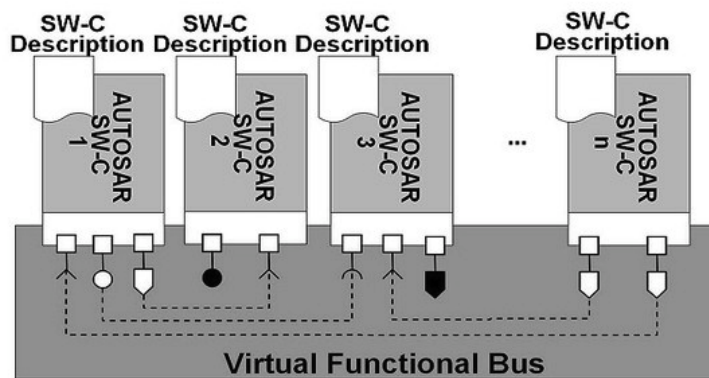 SW-C
Description
SW-C
Description
SW-C
Description
SW-C
Description
AUTOSAR
SW-C
1
AUTOSAR
SW-C
2
AUTOSAR
SW-C
3
...
AUTOSAR
SW-C
n
Virtual Functional Bus